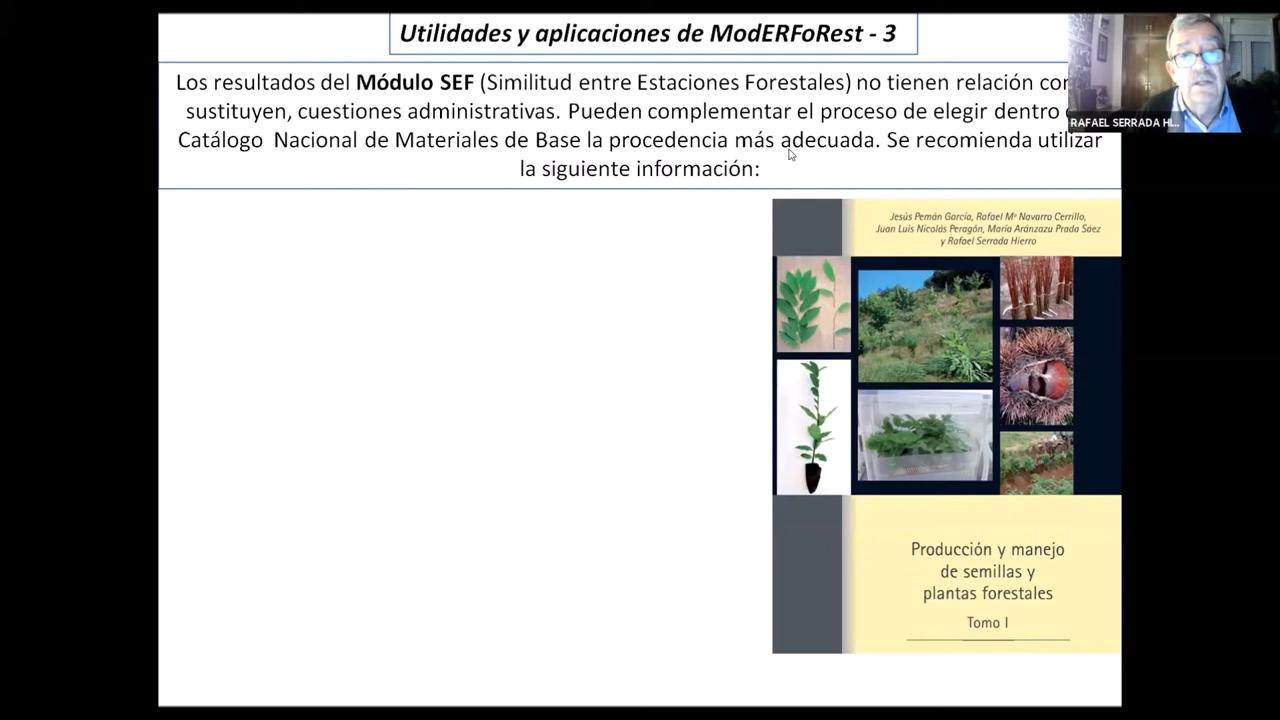 Utilidades y aplicaciones de ModERFoRest - 3
Los resultados del Módulo SEF (Similitud entre Estaciones Forestales) no tienen relación con
sustituyen, cuestiones administrativas. Pueden complementar el proceso de elegir dentro
Catálogo Nacional de Materiales de Base la procedencia más adecuada. Se recomienda utilizar
la siguiente información:
RAFAEL SERRADA HI...
Jesús Pemán García, Rafael Mª Navarro Cerrillo,
Juan Luis Nicolás Peragón, María Aránzazu Prada Sáez
y Rafael Serrada Hierro
Producción y manejo
de semillas y
plantas forestales
Tomo I